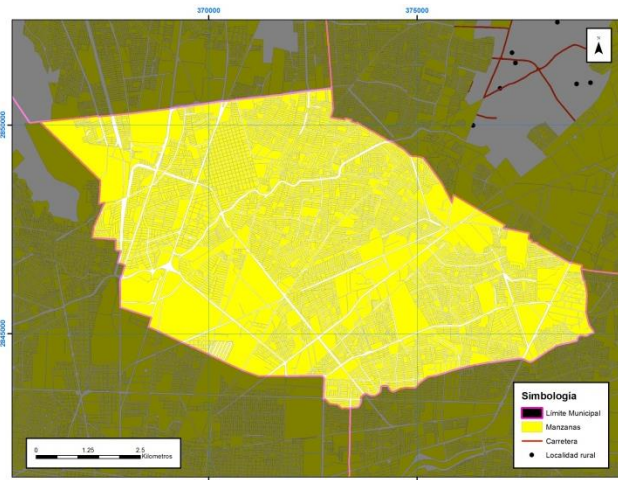 370000 375000
N
2850000
2845000
Simbología
Límite Municipal
Manzanas
Carretera
Localidad rural
0 1.25 2.5
Kilometros